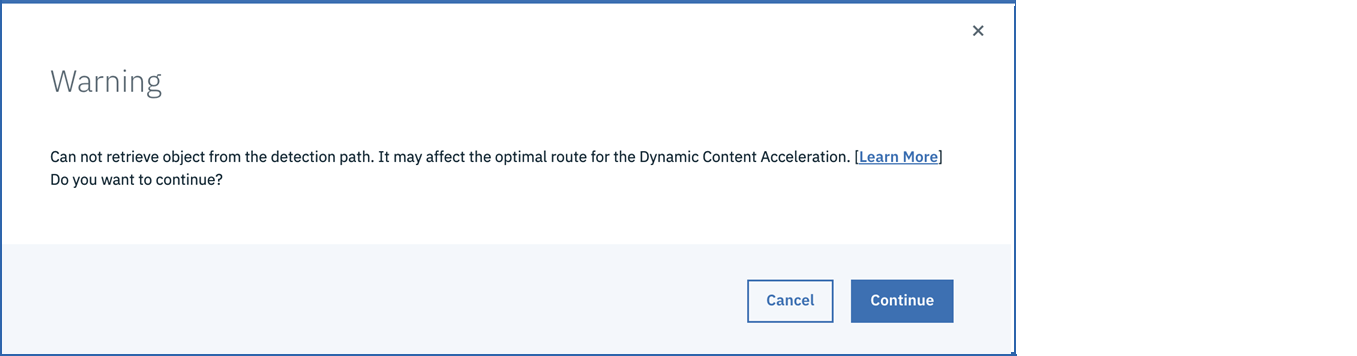 Warning
Can not retrieve object from the detection path. It may affect the optimal route for the Dynamic Content Acceleration. [Learn More]
Do you want to continue?
Cancel Continue